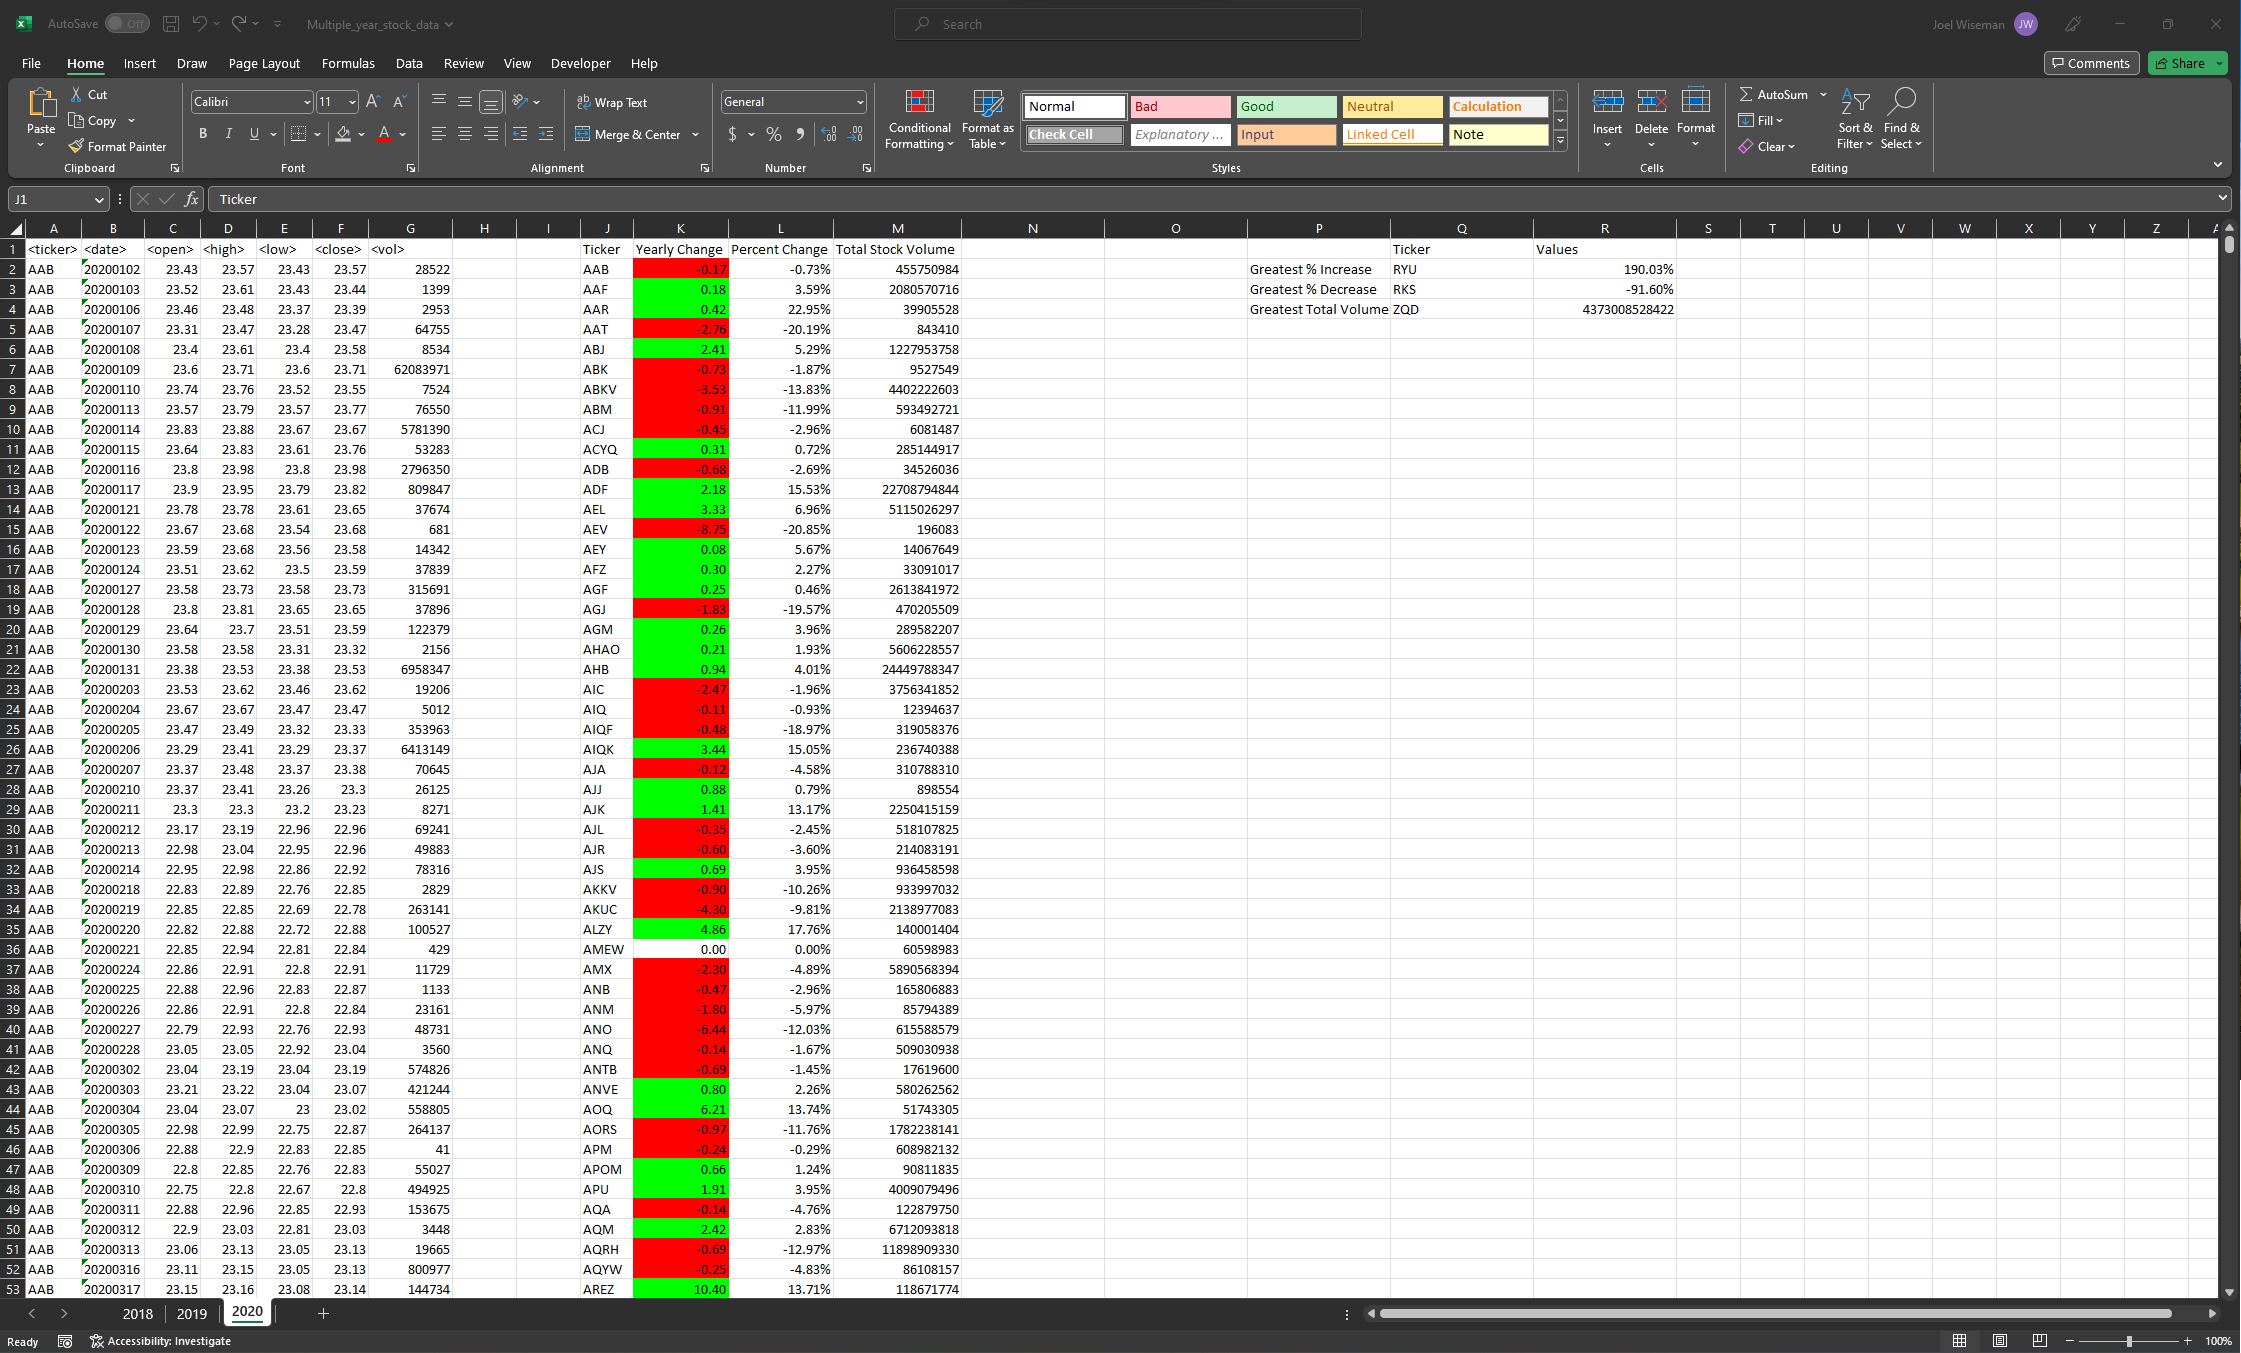 AutoSave Off Multiple_year_stock_data Search Joel Wiseman JW
File Home Insert Draw Page Layout Formulas Data Review View Developer Help Comments Share
Paste Cut Copy Format Painter Clipboard
Calibri 11 B I U A Font
Wrap Text Merge & Center Alignment
General $ % Number
Conditional Formatting Format as Table
Normal Bad Good Neutral Calculation
Check Cell Explanatory ... Input Linked Cell Note
Styles
Insert Delete Format Cells
AutoSum Fill Clear Sort & Filter Find & Select Editing
J1 fx Ticker
A B C D E F G H I J K L M N O P Q R S T U V W X Y Z
1 <ticker> <date> <open> <high> <low> <close> <vol> Ticker Yearly Change Percent Change Total Stock Volume Ticker Values
2 AAB 20200102 23.43 23.57 23.43 23.57 28522 AAB -0.17 -0.73% 455750984 Greatest % Increase RYU 190.03%
3 AAB 20200103 23.52 23.61 23.43 23.44 1399 AAF 0.18 3.59% 2080570716 Greatest % Decrease RKS -91.60%
4 AAB 20200106 23.46 23.48 23.37 23.39 2953 AAR 0.42 22.95% 39905528 Greatest Total Volume ZQD 4373008528422
5 AAB 20200107 23.31 23.47 23.28 23.47 64755 AAT -2.76 -20.19% 843410
6 AAB 20200108 23.4 23.61 23.4 23.58 8534 ABJ 2.41 5.29% 1227953758
7 AAB 20200109 23.6 23.71 23.6 23.71 62083971 ABK -0.73 -1.87% 9527549
8 AAB 20200110 23.74 23.76 23.52 23.55 7524 ABKV -3.53 -13.83% 4402222603
9 AAB 20200113 23.57 23.79 23.57 23.77 76550 ABM -0.91 -11.99% 593492721
10 AAB 20200114 23.83 23.88 23.67 23.67 5781390 ACJ -0.45 -2.96% 6081487
11 AAB 20200115 23.64 23.83 23.61 23.76 53283 ACYQ 0.31 0.72% 285144917
12 AAB 20200116 23.8 23.98 23.8 23.98 2796350 ADB -0.68 -2.69% 34526036
13 AAB 20200117 23.9 23.95 23.79 23.82 809847 ADF 2.18 15.53% 22708794844
14 AAB 20200121 23.78 23.78 23.61 23.65 37674 AEL 3.33 6.96% 5115026297
15 AAB 20200122 23.67 23.68 23.54 23.68 681 AEV -8.75 -20.85% 196083
16 AAB 20200123 23.59 23.68 23.56 23.58 14342 AEY 0.08 5.67% 14067649
17 AAB 20200124 23.51 23.62 23.5 23.59 37839 AFZ 0.30 2.27% 33091017
18 AAB 20200127 23.58 23.73 23.58 23.73 315691 AGF 0.25 0.46% 2613841972
19 AAB 20200128 23.8 23.81 23.65 23.65 37896 AGJ -1.83 -19.57% 470205509
20 AAB 20200129 23.64 23.7 23.51 23.59 122379 AGM 0.26 3.96% 289582207
21 AAB 20200130 23.58 23.58 23.31 23.32 2156 AHAO 0.21 1.93% 5606228557
22 AAB 20200131 23.38 23.53 23.38 23.53 6958347 AHB 0.94 4.01% 24449788347
23 AAB 20200203 23.53 23.62 23.46 23.62 19206 AIC -2.47 -1.96% 3756341852
24 AAB 20200204 23.67 23.67 23.47 23.47 5012 AIQ -0.11 -0.93% 12394637
25 AAB 20200205 23.47 23.49 23.32 23.33 353963 AIQF -0.48 -18.97% 319058376
26 AAB 20200206 23.29 23.41 23.29 23.37 6413149 AIQK 3.44 15.05% 236740388
27 AAB 20200207 23.37 23.48 23.37 23.38 70645 AJA -0.12 -4.58% 310788310
28 AAB 20200210 23.37 23.41 23.26 23.3 26125 AJJ 0.88 0.79% 898554
29 AAB 20200211 23.3 23.3 23.2 23.23 8271 AJK 1.41 13.17% 2250415159
30 AAB 20200212 23.17 23.19 22.96 22.96 69241 AJL -0.35 -2.45% 518107825
31 AAB 20200213 22.98 23.04 22.95 22.96 49883 AJR -0.60 -3.60% 214083191
32 AAB 20200214 22.95 22.98 22.86 22.92 78316 AJS 0.69 3.95% 936458598
33 AAB 20200218 22.83 22.89 22.76 22.85 2829 AKKV -0.90 -10.26% 933997032
34 AAB 20200219 22.85 22.85 22.69 22.78 263141 AKUC -4.30 -9.81% 2138977083
35 AAB 20200220 22.82 22.88 22.72 22.88 100527 ALZY 4.86 17.76% 140001404
36 AAB 20200221 22.85 22.94 22.81 22.84 429 AMEW 0.00 0.00% 60598983
37 AAB 20200224 22.86 22.91 22.8 22.91 11729 AMX -2.30 -4.89% 5890568394
38 AAB 20200225 22.88 22.96 22.83 22.87 1133 ANB -0.47 -2.96% 165806883
39 AAB 20200226 22.86 22.91 22.8 22.84 23161 ANM -1.80 -5.97% 85794389
40 AAB 20200227 22.79 22.93 22.76 22.93 48731 ANO -6.44 -12.03% 615588579
41 AAB 20200228 23.05 23.05 22.92 23.04 3560 ANQ -0.14 -1.67% 509030938
42 AAB 20200302 23.04 23.19 23.04 23.19 574826 ANTB -0.69 -1.45% 17619600
43 AAB 20200303 23.21 23.22 23.04 23.07 421244 ANVE 0.80 2.26% 580262562
44 AAB 20200304 23.04 23.07 23 23.02 558805 AOQ 6.21 13.74% 51743305
45 AAB 20200305 22.98 22.99 22.75 22.87 264137 AORS -0.97 -11.76% 1782238141
46 AAB 20200306 22.88 22.9 22.83 22.85 41 APM -0.24 -0.29% 608982132
47 AAB 20200309 22.8 22.85 22.76 22.83 55027 APOM 0.66 1.24% 90811835
48 AAB 20200310 22.75 22.8 22.67 22.8 494925 APU 1.91 3.95% 4009079496
49 AAB 20200311 22.88 22.96 22.85 22.93 153675 AQA -0.14 -4.76% 122879750
50 AAB 20200312 22.9 23.03 22.81 23.03 3448 AQM 2.42 2.83% 6712093818
51 AAB 20200313 23.06 23.13 23.05 23.13 19665 AQRH -0.69 -12.97% 11898909330
52 AAB 20200316 23.11 23.15 23.05 23.13 800977 AQYW -0.25 -4.83% 86108157
53 AAB 20200317 23.15 23.16 23.08 23.14 144734 AREZ 10.40 13.71% 118671774
2018 2019 2020
Ready Accessibility: Investigate 100%